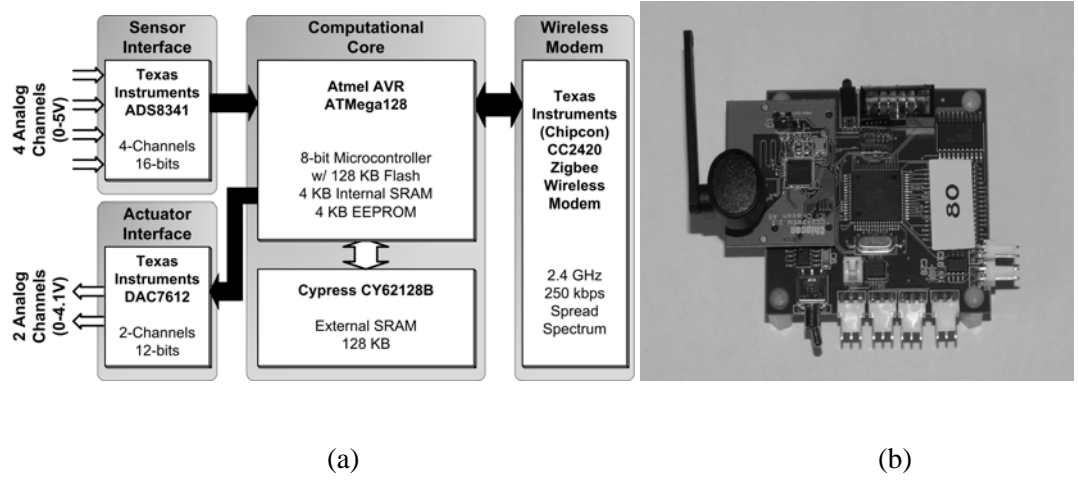 Sensor
Interface
4 Analog
Channels
(0-5V)
Texas
Instruments
ADS8341
4-Channels
16-bits
Actuator
Interface
2 Analog
Channels
(0-4.1V)
Texas
Instruments
DAC7612
2-Channels
12-bits
Computational
Core
Atmel AVR
ATMega128
8-bit Microcontroller
w/ 128 KB Flash
4 KB Internal SRAM
4 KB EEPROM
Cypress CY62128B
External SRAM
128 KB
Wireless
Modem
Texas
Instruments
(Chipcon)
CC2420
Zigbee
Wireless
Modem
2.4 GHz
250 kbps
Spread
Spectrum
80
Chipcon
(a)
(b)